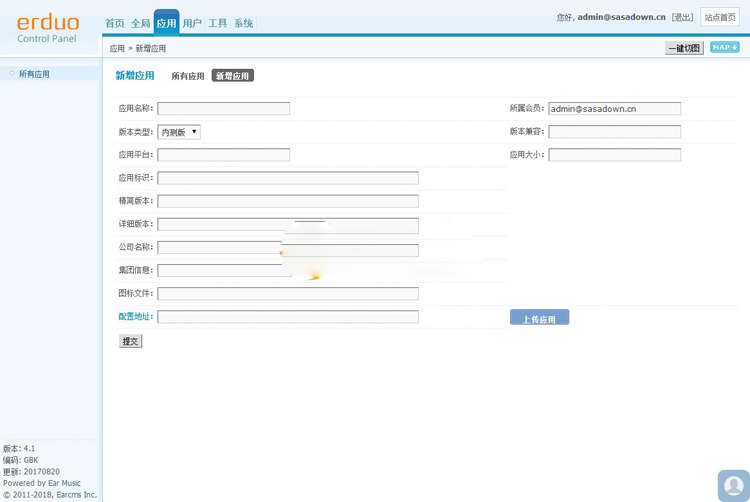 erduo
Control Panel
首页 全局 应用 用户 工具 系统
您好, admin@sasadown.cn [退出] 站点首页
应用 » 新增应用
一键切图 MAP
所有应用
新增应用 所有应用 新增应用
应用名称: 所属会员: admin@sasadown.cn
版本类型: 内测版 版本兼容:
应用平台: 应用大小:
应用标识:
精简版本:
详细版本:
公司名称:
集团信息:
图标文件:
配置地址: 上传应用
提交
版本: 4.1
编码: GBK
更新: 20170820
Powered by Ear Music
© 2011-2018, Earcms Inc.